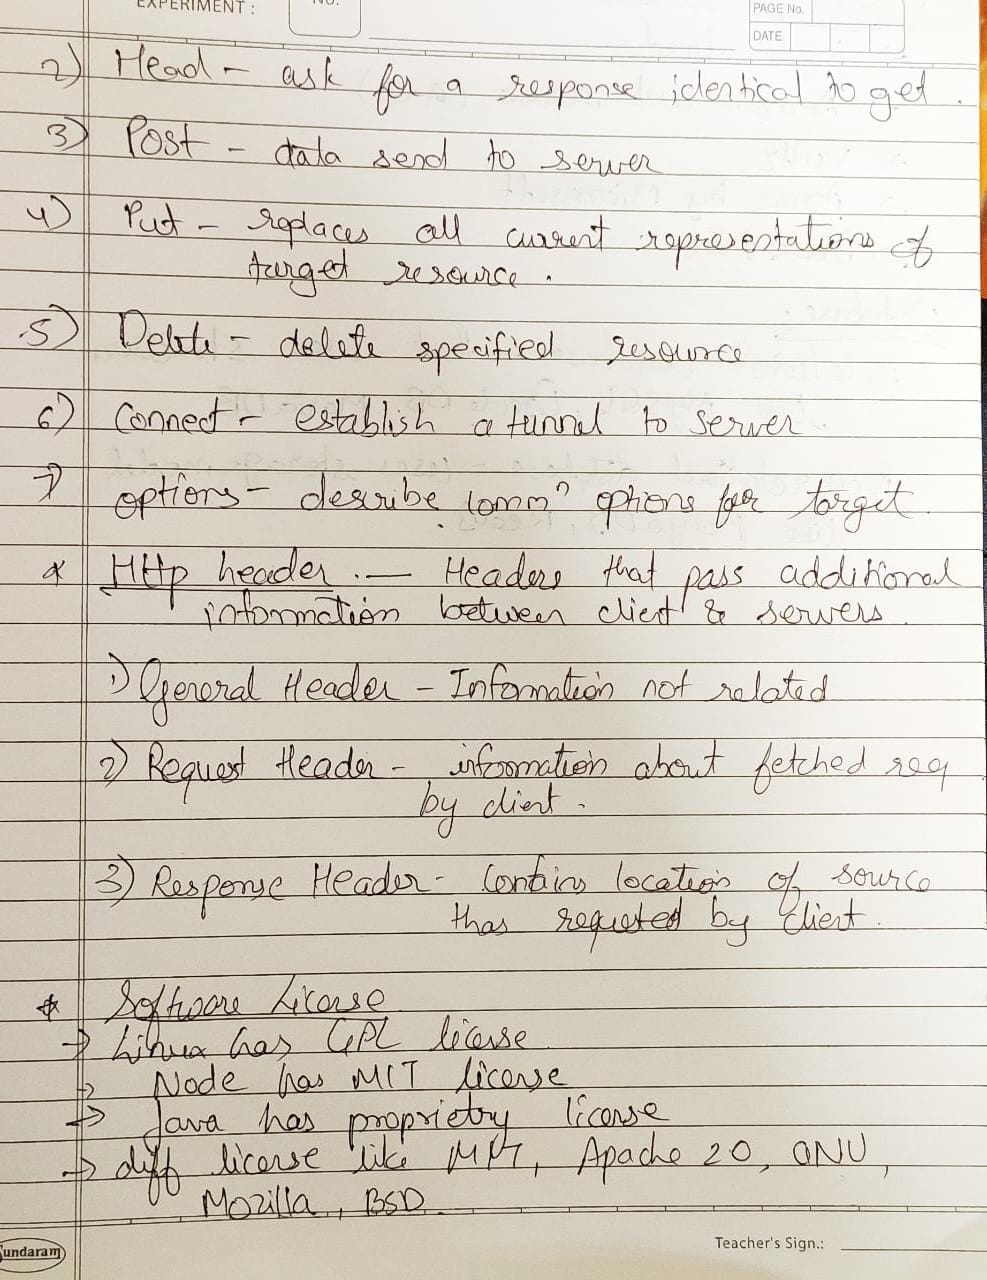 EXPERIMENT :
NO.
PAGE No.
DATE
2) Head - ask for a response identical to get.
3) Post - data send to server
4) Put - replaces all current representations of
target resource.
5) Delete - delete specified resource
6) Connect - establish a tunnel to server
7) options - describe commⁿ options for target.
* HHp header. — Headers that pass additional
information between client & servers
1) General Header - Information not related
2) Request Header - information about fetched req
by client.
3) Response Header - Contains location of source
thas requested by client.
* Software License
→ Linux has GPL license
→ Node has MIT license
→ Java has proprietry license
→ diff license like MIT, Apache 2.0, GNU,
Mozilla, BSD
undaram
Teacher's Sign.: